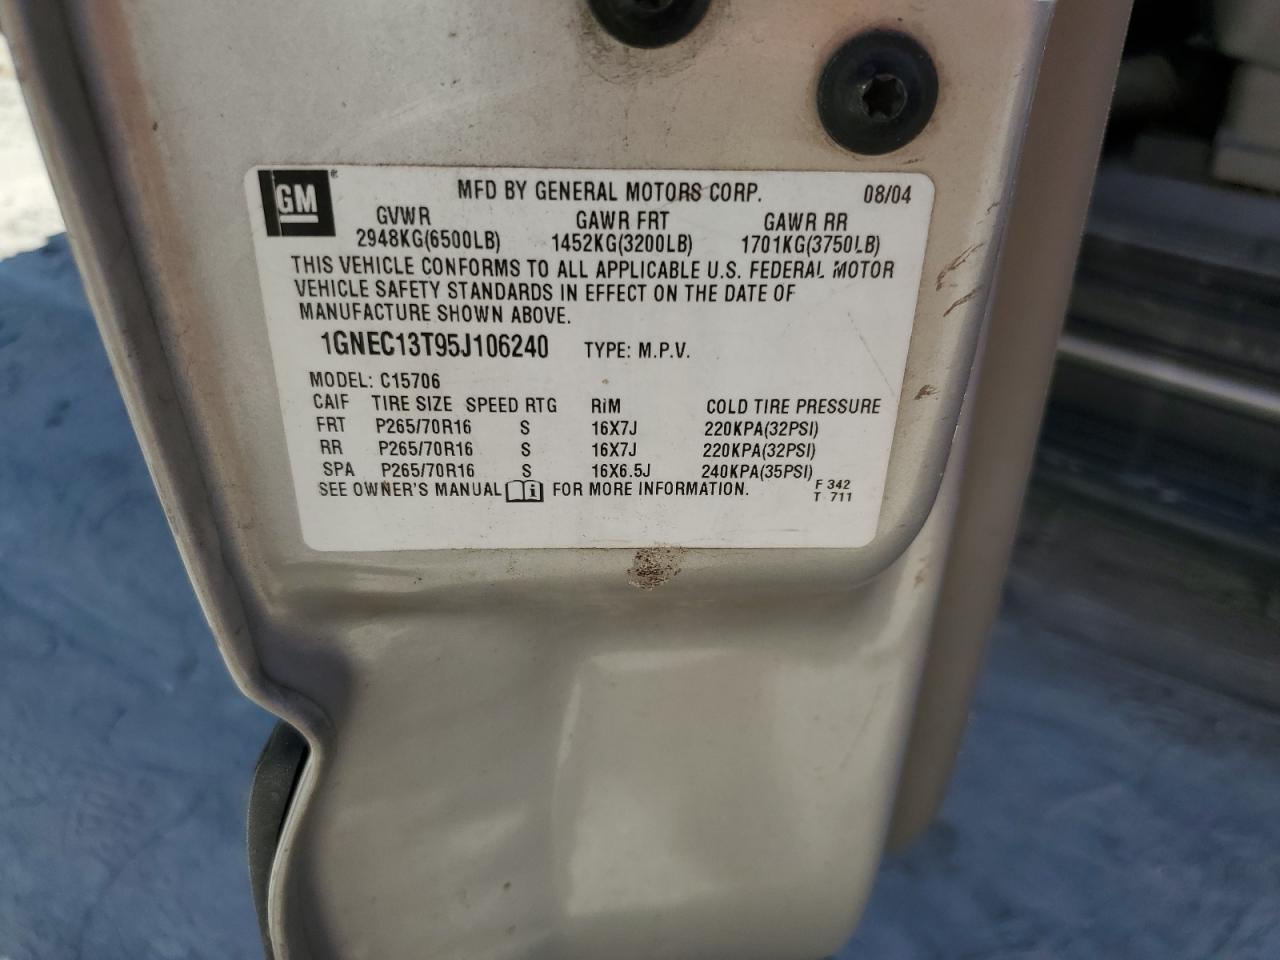 GM ®
MFD BY GENERAL MOTORS CORP. 08/04
GVWR GAWR FRT GAWR RR
2948KG(6500LB) 1452KG(3200LB) 1701KG(3750LB)
THIS VEHICLE CONFORMS TO ALL APPLICABLE U.S. FEDERAL MOTOR
VEHICLE SAFETY STANDARDS IN EFFECT ON THE DATE OF
MANUFACTURE SHOWN ABOVE.
1GNEC13T95J106240 TYPE: M.P.V.
MODEL: C15706
CAIF TIRE SIZE SPEED RTG RIM COLD TIRE PRESSURE
FRT P265/70R16 S 16X7J 220KPA(32PSI)
RR P265/70R16 S 16X7J 220KPA(32PSI)
SPA P265/70R16 S 16X6.5J 240KPA(35PSI)
SEE OWNER'S MANUAL i FOR MORE INFORMATION. F 342
T 711